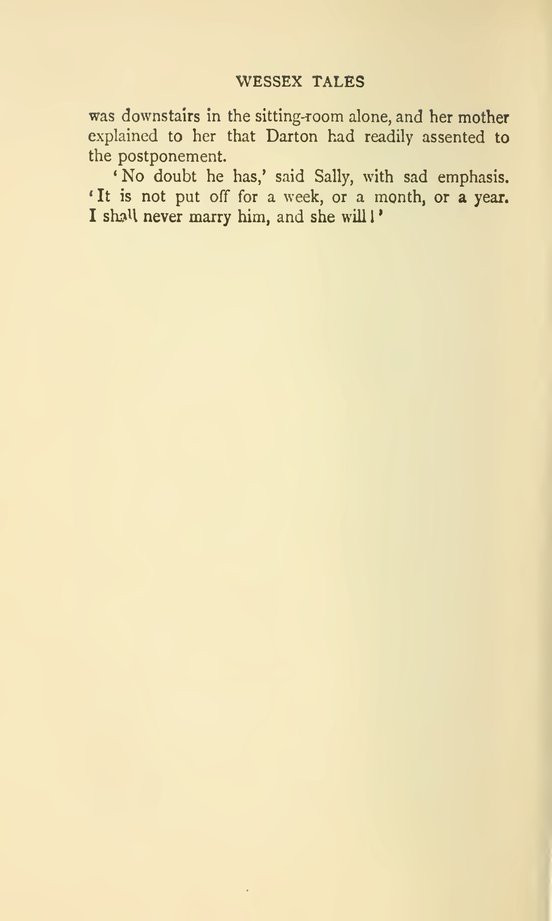 WESSEX TALES
was downstairs in the sitting-room alone, and her mother
explained to her that Darton had readily assented to
the postponement.
‘No doubt he has,’ said Sally, with sad emphasis.
‘It is not put off for a week, or a month, or a year.
I shall never marry him, and she will!’